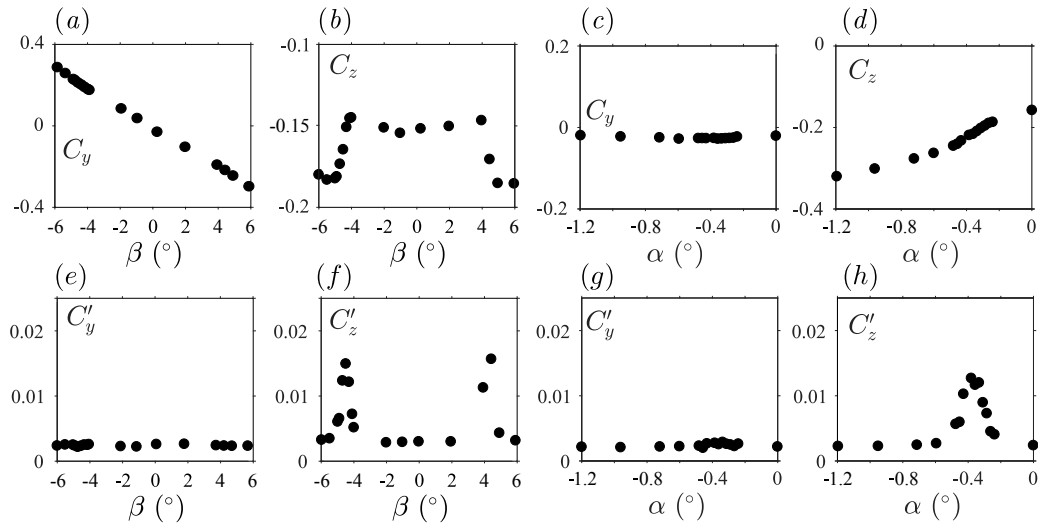 (a) (b) (c) (d)
0.4 -0.1 0.2 0
C_z C_z
C_y
0 -0.15 0 -0.2
C_y
-0.4 -0.2 -0.2 -0.4
-6 -4 -2 0 2 4 6 -6 -4 -2 0 2 4 6 -1.2 -0.8 -0.4 0 -1.2 -0.8 -0.4 0
β (°) β (°) α (°) α (°)
(e) (f) (g) (h)
C′_y C′_z C′_y C′_z
0.02 0.02 0.02 0.02
0.01 0.01 0.01 0.01
0 0 0 0
-6 -4 -2 0 2 4 6 -6 -4 -2 0 2 4 6 -1.2 -0.8 -0.4 0 -1.2 -0.8 -0.4 0
β (°) β (°) α (°) α (°)